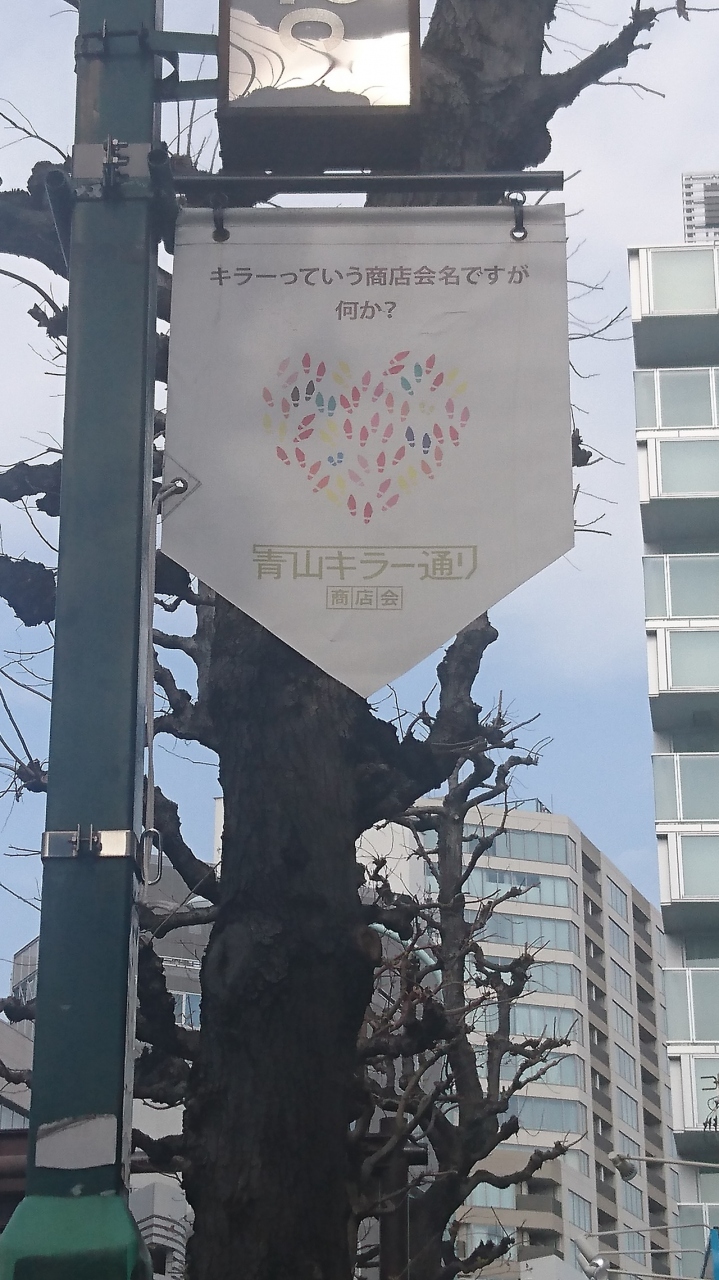 キラーっていう商店会名ですが
何か?
青山キラー通り
商店会